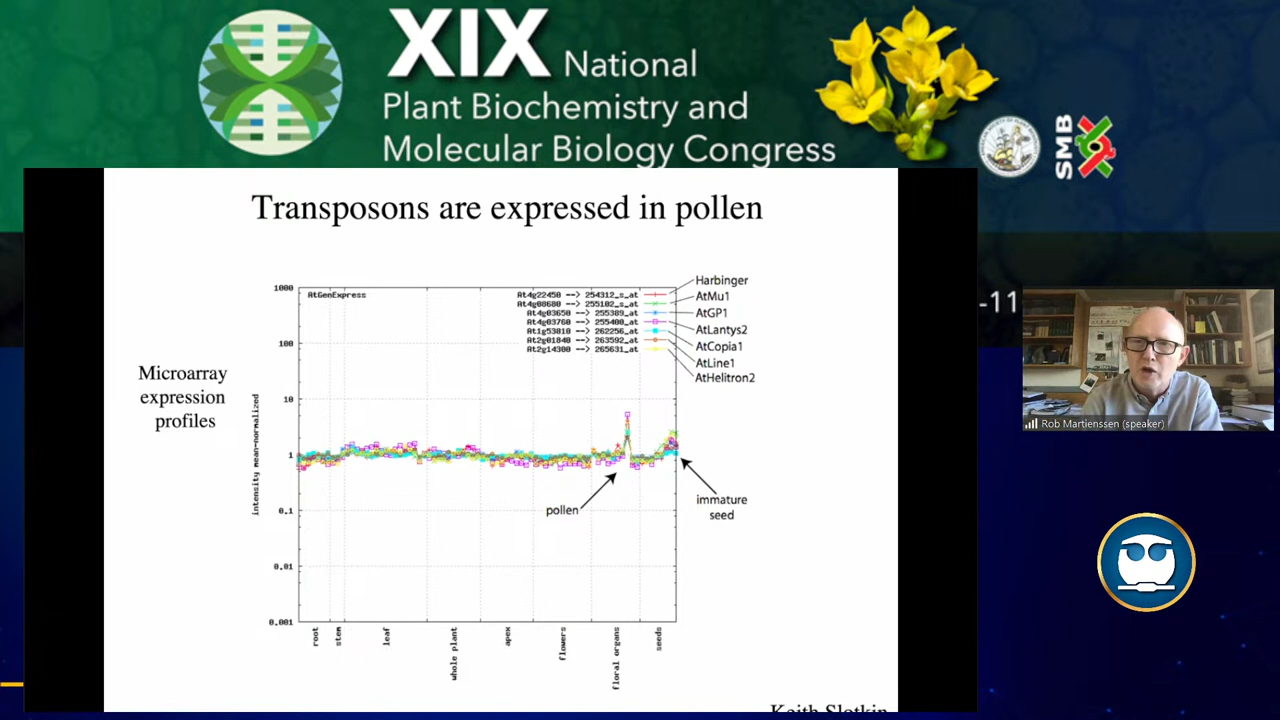 XIX National
Plant Biochemistry and
Molecular Biology Congress
SMB
Transposons are expressed in pollen
Microarray
expression
profiles
AtGenExpress
At4g22450 --> 254312_s_at
At4g08680 --> 255102_s_at
At4g03650 --> 255389_at
At4g03760 --> 255400_at
At1g53810 --> 262256_at
At2g01840 --> 263592_at
At2g14300 --> 265631_at
Harbinger
AtMu1
AtGP1
AtLantys2
AtCopia1
AtLine1
AtHelitron2
intensity mean-normalized
1000
100
10
1
0.1
0.01
0.001
pollen
immature
seed
root
stem
leaf
whole plant
apex
flowers
floral organs
seeds
Keith Slotkin
-11
Rob Martienssen (speaker)